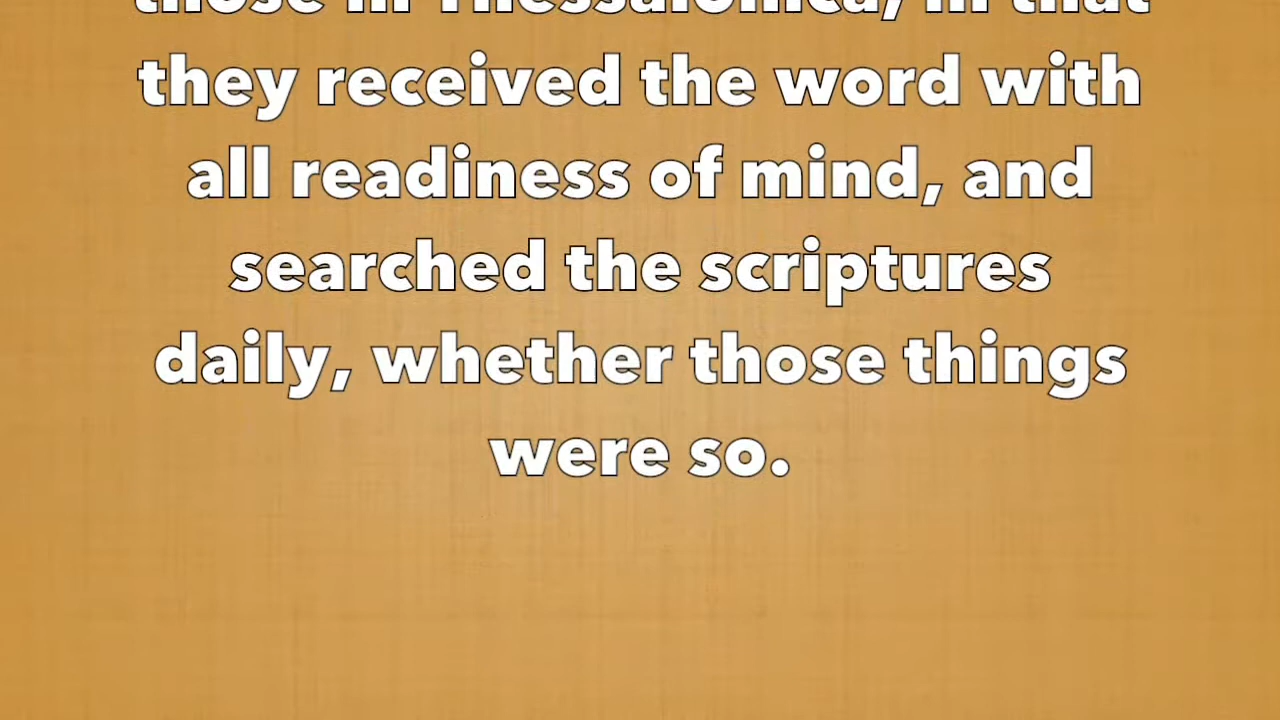 those in Thessalonica, in that
they received the word with
all readiness of mind, and
searched the scriptures
daily, whether those things
were so.